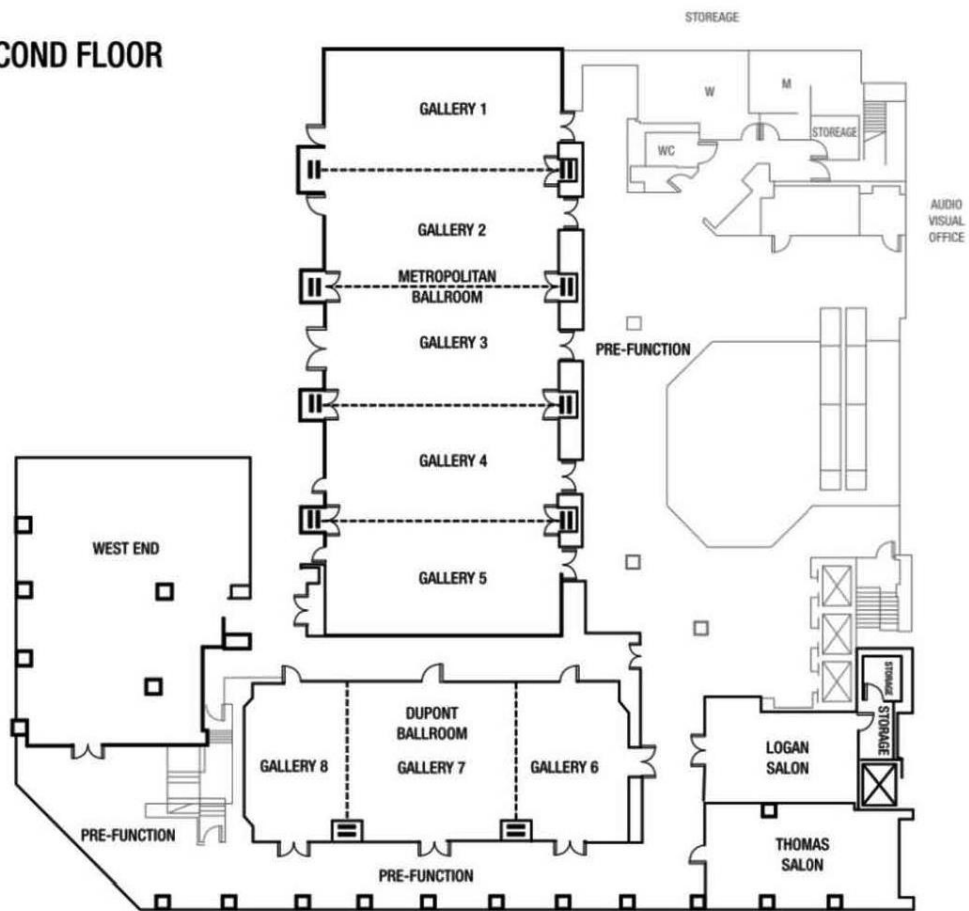 STOREAGE
COND FLOOR
GALLERY 1
W
M
STOREAGE
WC
GALLERY 2
AUDIO
VISUAL
OFFICE
METROPOLITAN
BALLROOM
GALLERY 3
PRE-FUNCTION
GALLERY 4
WEST END
GALLERY 5
STORAGE
STORAGE
DUPONT
BALLROOM
GALLERY 8
GALLERY 7
GALLERY 6
LOGAN
SALON
PRE-FUNCTION
THOMAS
SALON
PRE-FUNCTION